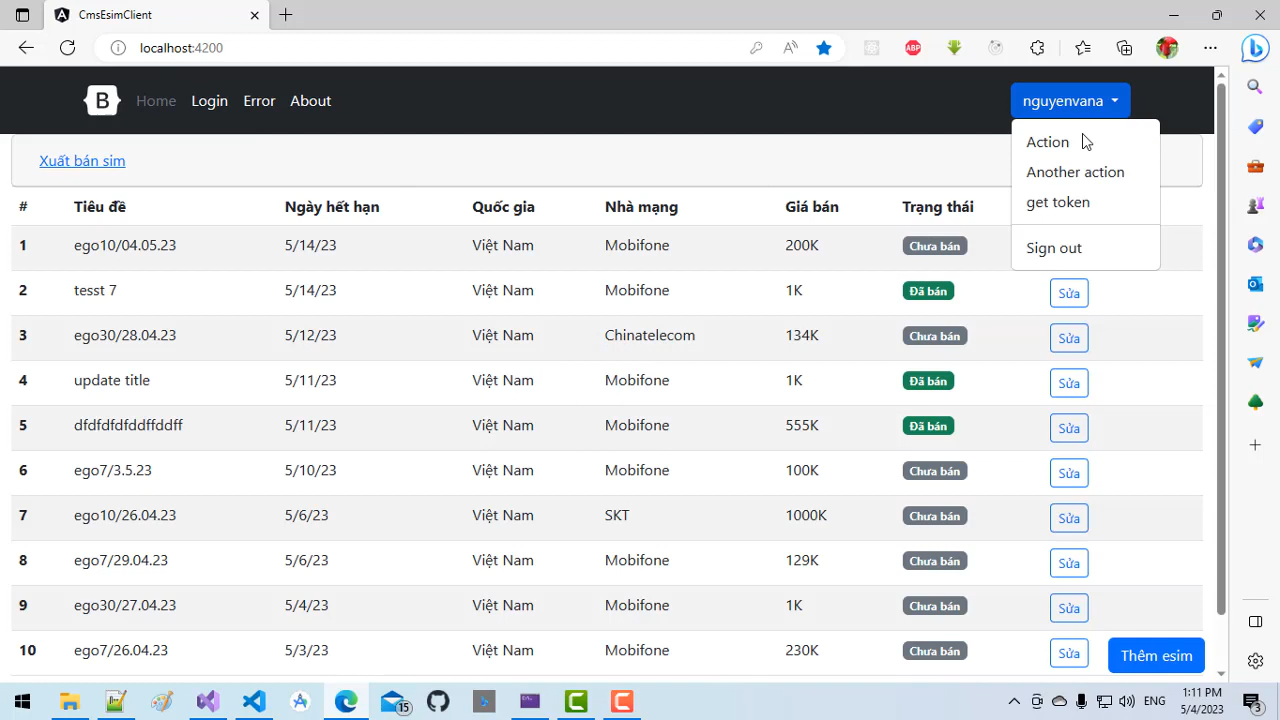 CmsEsimClient
localhost:4200
B Home Login Error About nguyenvana
Action
Another action
get token
Sign out
Xuất bán sim
# Tiêu đề Ngày hết hạn Quốc gia Nhà mạng Giá bán Trạng thái
1 ego10/04.05.23 5/14/23 Việt Nam Mobifone 200K Chưa bán
2 tesst 7 5/14/23 Việt Nam Mobifone 1K Đã bán Sửa
3 ego30/28.04.23 5/12/23 Việt Nam Chinatelecom 134K Chưa bán Sửa
4 update title 5/11/23 Việt Nam Mobifone 1K Đã bán Sửa
5 dfdfdfdfddffddff 5/11/23 Việt Nam Mobifone 555K Đã bán Sửa
6 ego7/3.5.23 5/10/23 Việt Nam Mobifone 100K Chưa bán Sửa
7 ego10/26.04.23 5/6/23 Việt Nam SKT 1000K Chưa bán Sửa
8 ego7/29.04.23 5/6/23 Việt Nam Mobifone 129K Chưa bán Sửa
9 ego30/27.04.23 5/4/23 Việt Nam Mobifone 1K Chưa bán Sửa
10 ego7/26.04.23 5/3/23 Việt Nam Mobifone 230K Chưa bán Sửa Thêm esim
15 ENG 1:11 PM
5/4/2023 3